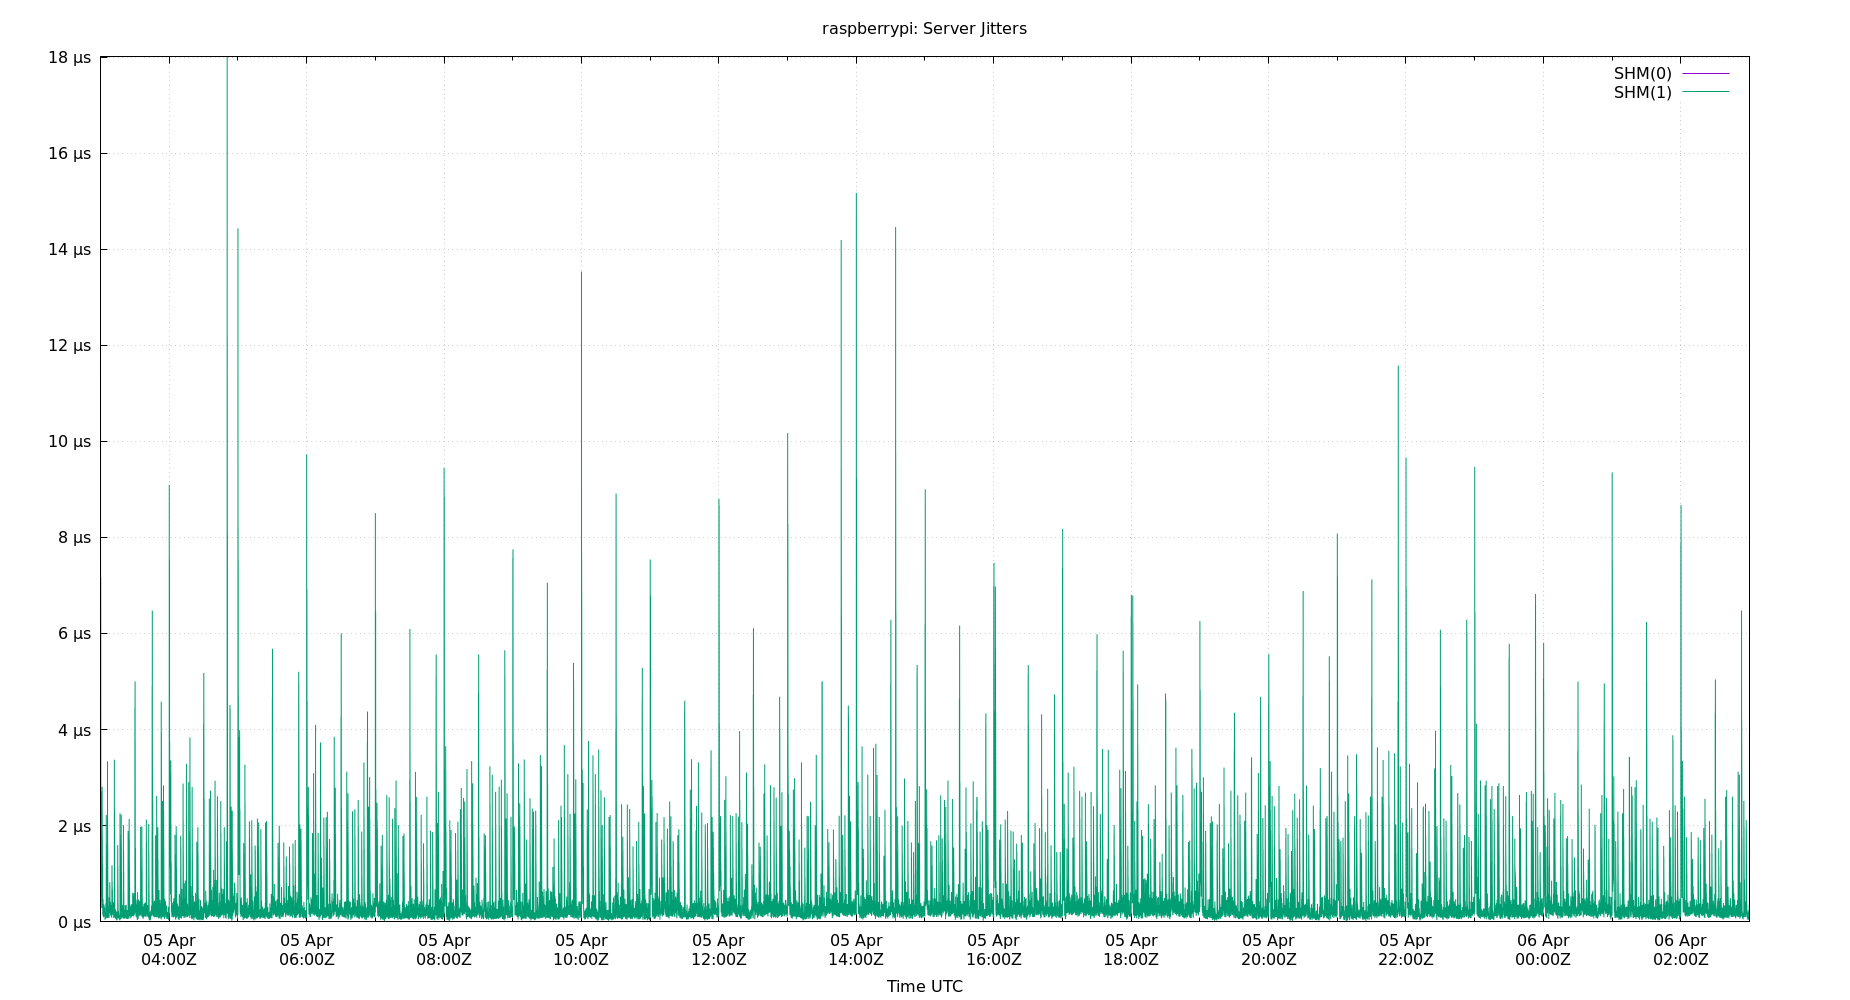 raspberrypi: Server Jitters
SHM(0)
SHM(1)
18 µs
16 µs
14 µs
12 µs
10 µs
8 µs
6 µs
4 µs
2 µs
0 µs
05 Apr 05 Apr 05 Apr 05 Apr 05 Apr 05 Apr 05 Apr 05 Apr 05 Apr 05 Apr 06 Apr 06 Apr
04:00Z 06:00Z 08:00Z 10:00Z 12:00Z 14:00Z 16:00Z 18:00Z 20:00Z 22:00Z 00:00Z 02:00Z
Time UTC